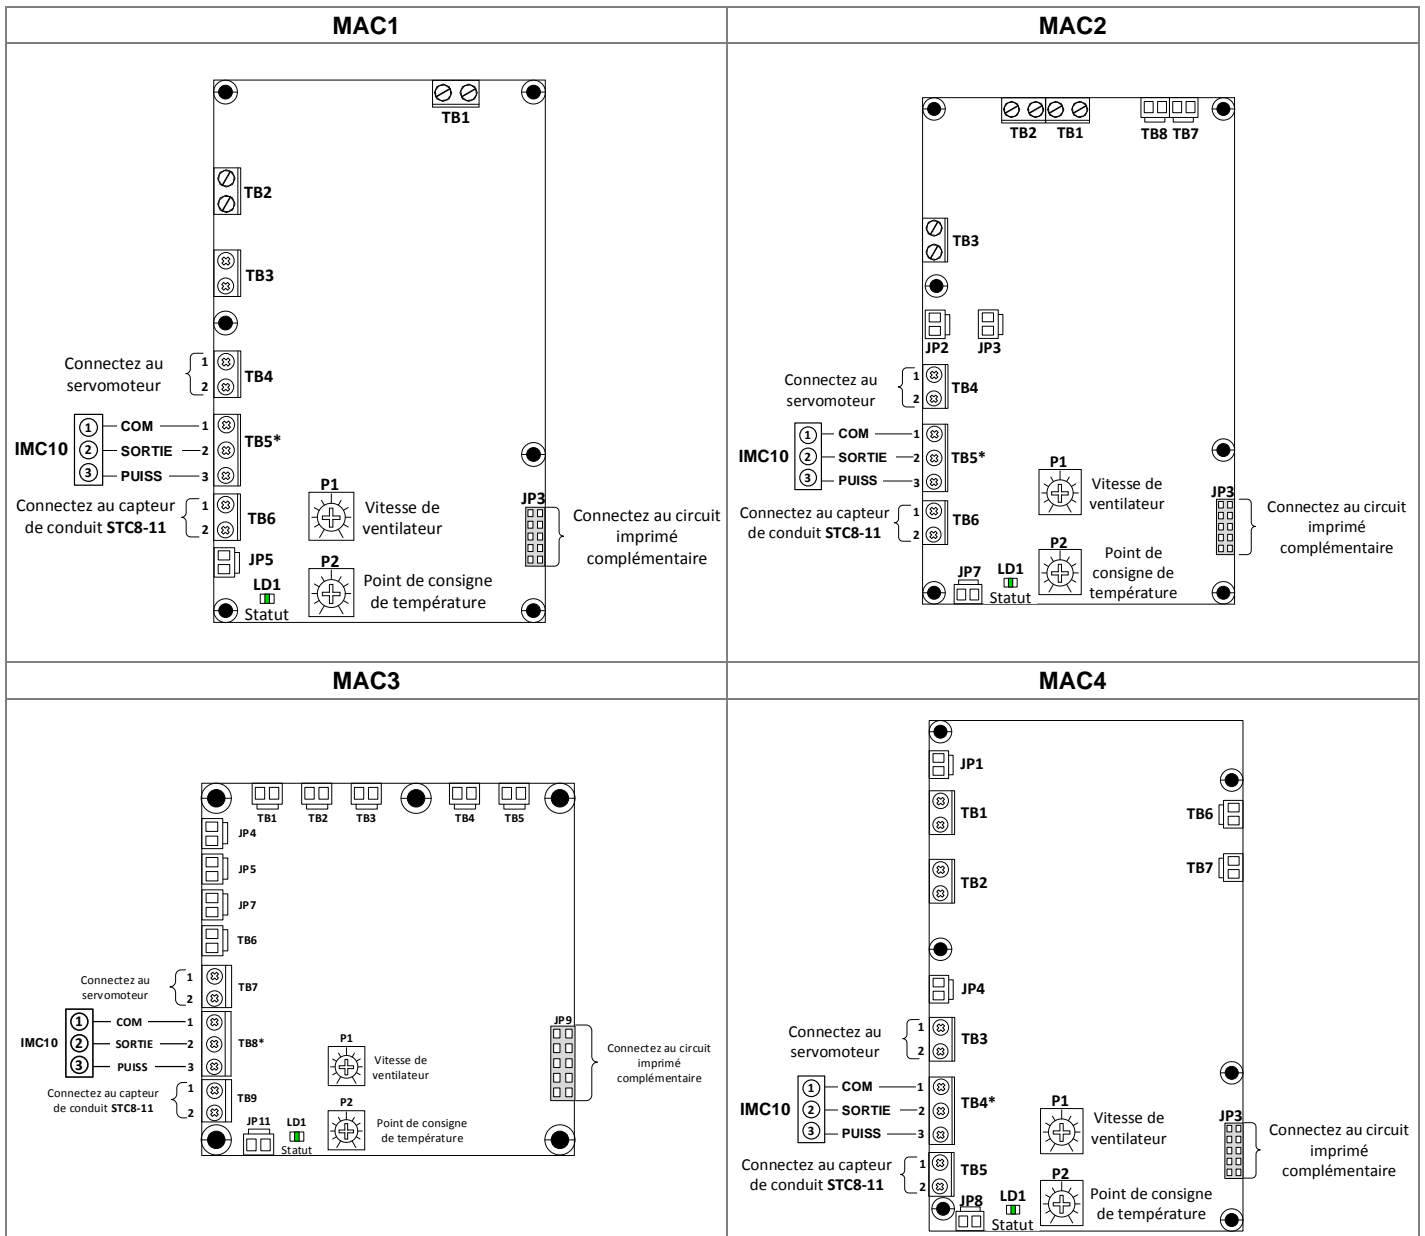 MAC1
TB1
TB2
TB3
Connectez au
servomoteur
1
2
TB4
IMC10
1
2
3
COM
SORTIE
PUISS
1
2
3
TB5*
Connectez au capteur
de conduit STC8-11
1
2
TB6
JP5
LD1
Statut
P1
Vitesse de
ventilateur
P2
Point de consigne
de température
JP3
Connectez au circuit
imprimé
complémentaire
MAC2
TB2
TB1
TB8
TB7
TB3
JP2
JP3
Connectez au
servomoteur
1
2
TB4
IMC10
1
2
3
COM
SORTIE
PUISS
1
2
3
TB5*
Connectez au capteur
de conduit STC8-11
1
2
TB6
JP7
LD1
Statut
P1
Vitesse de
ventilateur
P2
Point de
consigne de
température
JP3
Connectez au circuit
imprimé
complémentaire
MAC3
TB1
TB2
TB3
TB4
TB5
JP4
JP5
JP7
TB6
Connectez au
servomoteur
1
2
TB7
IMC10
1
2
3
COM
SORTIE
PUISS
1
2
3
TB8*
Connectez au capteur
de conduit STC8-11
1
2
TB9
JP11
LD1
Statut
P1
Vitesse de
ventilateur
P2
Point de consigne
de température
JP9
Connectez au circuit
imprimé
complémentaire
MAC4
JP1
TB1
TB2
TB6
TB7
JP4
Connectez au
servomoteur
1
2
TB3
IMC10
1
2
3
COM
SORTIE
PUISS
1
2
3
TB4*
Connectez au capteur
de conduit STC8-11
1
2
TB5
JP8
LD1
Statut
P1
Vitesse de
ventilateur
P2
Point de consigne
de température
JP3
Connectez au circuit
imprimé
complémentaire